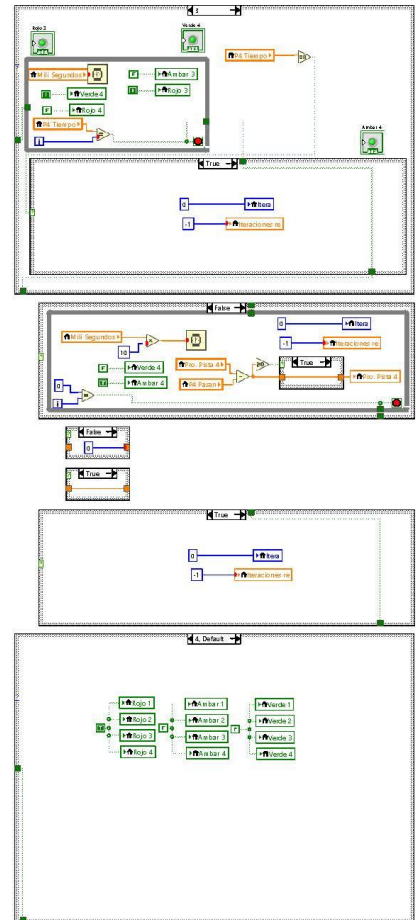 3
Rojo 3
Verde 4
P4 Tiempo
Mili Segundos
F Ambar 3
T Verde 4
T Rojo 3
F Rojo 4
P4 Tiempo
i
Ambar 4
True
0 Itera
-1 Iteraciones re
False
Mili Segundos
10
0 Itera
-1 Iteraciones re
F Verde 4
T Ambar 4
Pro. Pista 4
P4 Pasan
True
Pro. Pista 4
0
i
False
0
True
True
0 Itera
-1 Iteraciones re
4, Default
Rojo 1 Ambar 1 Verde 1
Rojo 2 Ambar 2 Verde 2
T Rojo 3 F Ambar 3 F Verde 3
Rojo 4 Ambar 4 Verde 4